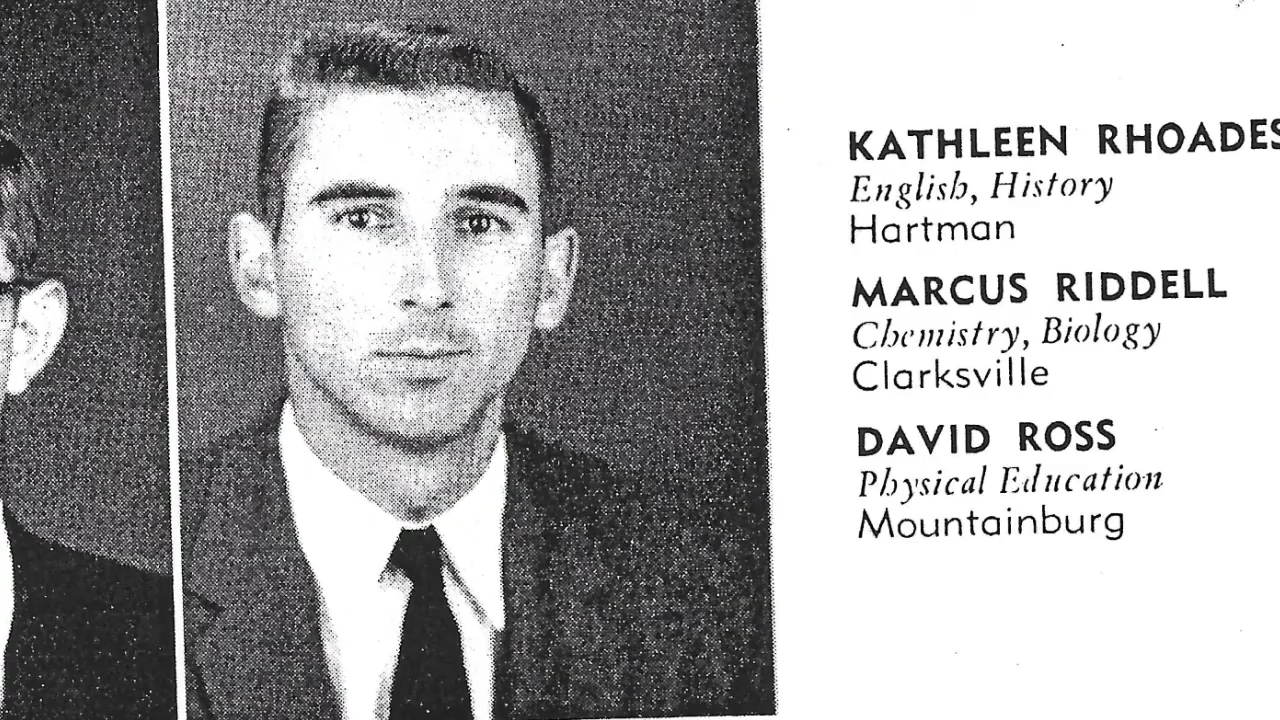 KATHLEEN RHOADES
English, History
Hartman
MARCUS RIDDELL
Chemistry, Biology
Clarksville
DAVID ROSS
Physical Education
Mountainburg